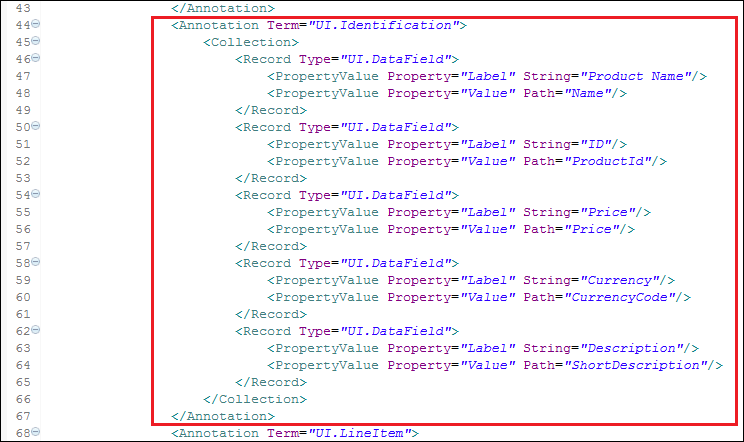 43 </Annotation>
44 <Annotation Term="UI.Identification">
45 <Collection>
46 <Record Type="UI.DataField">
47 <PropertyValue Property="Label" String="Product Name"/>
48 <PropertyValue Property="Value" Path="Name"/>
49 </Record>
50 <Record Type="UI.DataField">
51 <PropertyValue Property="Label" String="ID"/>
52 <PropertyValue Property="Value" Path="ProductId"/>
53 </Record>
54 <Record Type="UI.DataField">
55 <PropertyValue Property="Label" String="Price"/>
56 <PropertyValue Property="Value" Path="Price"/>
57 </Record>
58 <Record Type="UI.DataField">
59 <PropertyValue Property="Label" String="Currency"/>
60 <PropertyValue Property="Value" Path="CurrencyCode"/>
61 </Record>
62 <Record Type="UI.DataField">
63 <PropertyValue Property="Label" String="Description"/>
64 <PropertyValue Property="Value" Path="ShortDescription"/>
65 </Record>
66 </Collection>
67 </Annotation>
68 <Annotation Term="UI.LineItem">